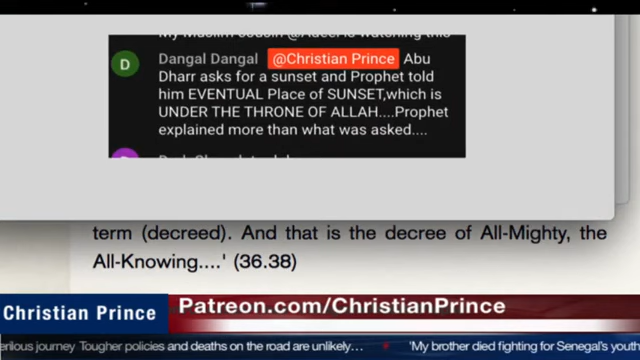 My Muslim cousin @Adeel is watching this
D
Dangal Dangal @Christian Prince Abu
Dharr asks for a sunset and Prophet told
him EVENTUAL Place of SUNSET,which is
UNDER THE THRONE OF ALLAH....Prophet
explained more than what was asked....
term (decreed). And that is the decree of All-Mighty, the
All-Knowing....' (36.38)
Christian Prince
Patreon.com/ChristianPrince
erilous journey Tougher policies and deaths on the road are unlikely...
'My brother died fighting for Senegal's youth